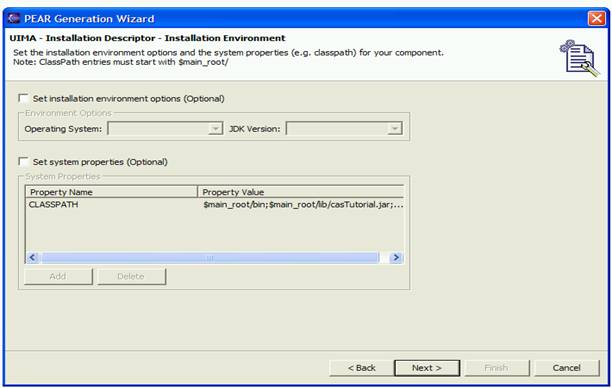 PEAR Generation Wizard
UIMA - Installation Descriptor - Installation Environment
Set the installation environment options and the system properties (e.g. classpath) for your component.
Note: ClassPath entries must start with $main_root/
Set installation environment options (Optional)
Environment Options
Operating System: JDK Version:
Set system properties (Optional)
System Properties
Property Name Property Value
CLASSPATH $main_root/bin;$main_root/lib/casTutorial.jar;...
Add Delete
< Back Next > Finish Cancel